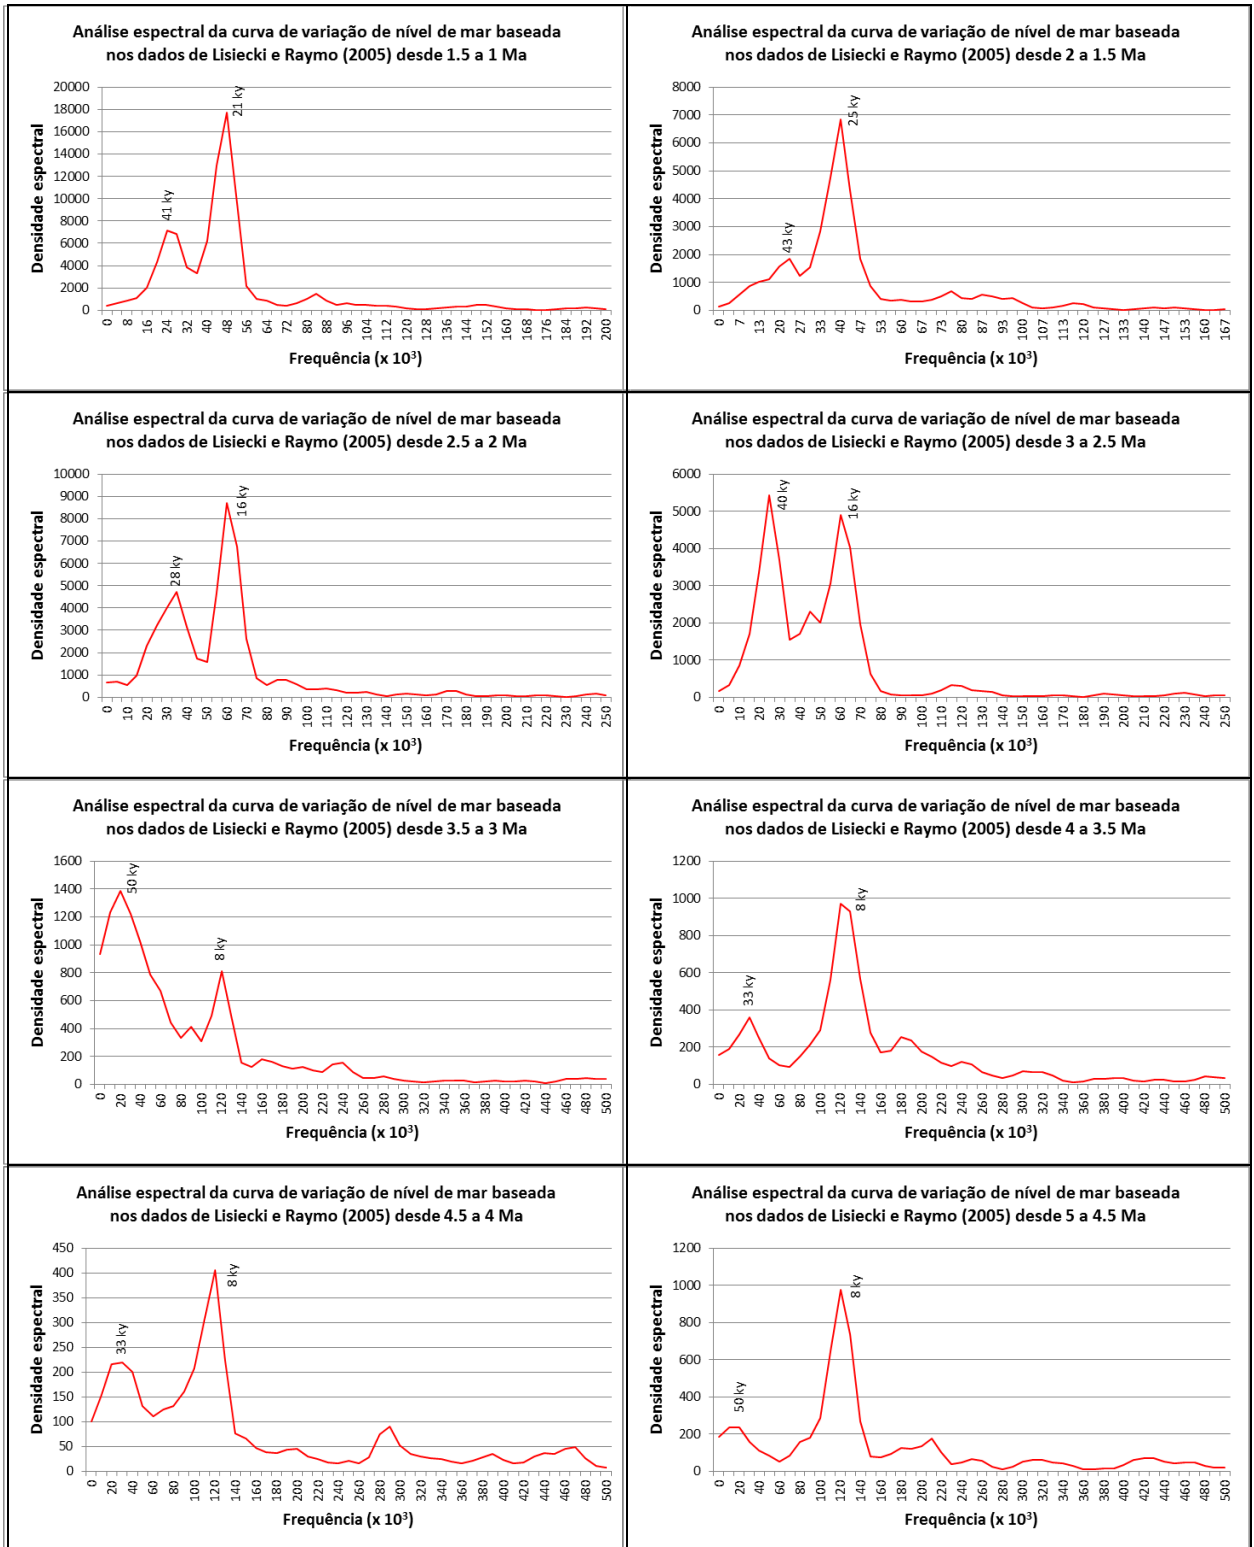 Análise espectral da curva de variação de nível de mar baseada
nos dados de Lisiecki e Raymo (2005) desde 1.5 a 1 Ma
Densidade espectral
20000
18000
16000
14000
12000
10000
8000
6000
4000
2000
0
41 ky
21 ky
0 8 16 24 32 40 48 56 64 72 80 88 96 104 112 120 128 136 144 152 160 168 176 184 192 200
Frequência (x 10³)
Análise espectral da curva de variação de nível de mar baseada
nos dados de Lisiecki e Raymo (2005) desde 2 a 1.5 Ma
Densidade espectral
8000
7000
6000
5000
4000
3000
2000
1000
0
43 ky
25 ky
0 7 13 20 27 33 40 47 53 60 67 73 80 87 93 100 107 113 120 127 133 140 147 153 160 167
Frequência (x 10³)
Análise espectral da curva de variação de nível de mar baseada
nos dados de Lisiecki e Raymo (2005) desde 2.5 a 2 Ma
Densidade espectral
10000
9000
8000
7000
6000
5000
4000
3000
2000
1000
0
28 ky
16 ky
0 10 20 30 40 50 60 70 80 90 100 110 120 130 140 150 160 170 180 190 200 210 220 230 240 250
Frequência (x 10³)
Análise espectral da curva de variação de nível de mar baseada
nos dados de Lisiecki e Raymo (2005) desde 3 a 2.5 Ma
Densidade espectral
6000
5000
4000
3000
2000
1000
0
40 ky
16 ky
0 10 20 30 40 50 60 70 80 90 100 110 120 130 140 150 160 170 180 190 200 210 220 230 240 250
Frequência (x 10³)
Análise espectral da curva de variação de nível de mar baseada
nos dados de Lisiecki e Raymo (2005) desde 3.5 a 3 Ma
Densidade espectral
1600
1400
1200
1000
800
600
400
200
0
50 ky
8 ky
0 20 40 60 80 100 120 140 160 180 200 220 240 260 280 300 320 340 360 380 400 420 440 460 480 500
Frequência (x 10³)
Análise espectral da curva de variação de nível de mar baseada
nos dados de Lisiecki e Raymo (2005) desde 4 a 3.5 Ma
Densidade espectral
1200
1000
800
600
400
200
0
33 ky
8 ky
0 20 40 60 80 100 120 140 160 180 200 220 240 260 280 300 320 340 360 380 400 420 440 460 480 500
Frequência (x 10³)
Análise espectral da curva de variação de nível de mar baseada
nos dados de Lisiecki e Raymo (2005) desde 4.5 a 4 Ma
Densidade espectral
450
400
350
300
250
200
150
100
50
0
33 ky
8 ky
0 20 40 60 80 100 120 140 160 180 200 220 240 260 280 300 320 340 360 380 400 420 440 460 480 500
Frequência (x 10³)
Análise espectral da curva de variação de nível de mar baseada
nos dados de Lisiecki e Raymo (2005) desde 5 a 4.5 Ma
Densidade espectral
1200
1000
800
600
400
200
0
50 ky
8 ky
0 20 40 60 80 100 120 140 160 180 200 220 240 260 280 300 320 340 360 380 400 420 440 460 480 500
Frequência (x 10³)